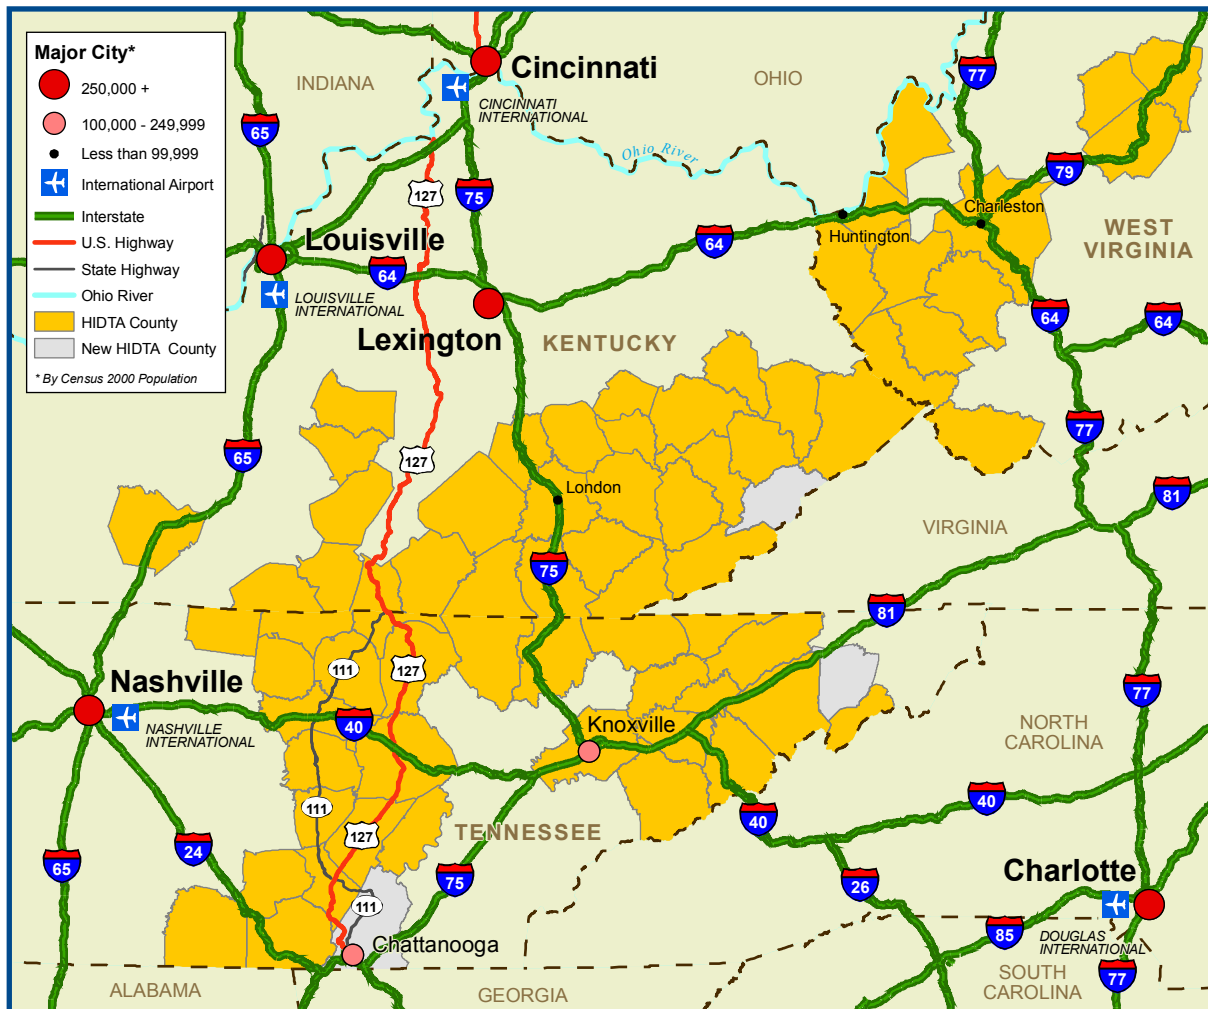 Major City*
250,000 +
100,000 - 249,999
Less than 99,999
International Airport
Interstate
U.S. Highway
State Highway
Ohio River
HIDTA County
New HIDTA County
* By Census 2000 Population
INDIANA
Cincinnati
CINCINNATI
INTERNATIONAL
OHIO
77
65
Ohio River
79
127
75
Charleston
Huntington
WEST
VIRGINIA
Louisville
64
64
LOUISVILLE
INTERNATIONAL
64
64
Lexington
KENTUCKY
77
65
127
London
81
VIRGINIA
75
81
111
127
Nashville
77
NASHVILLE
INTERNATIONAL
40
Knoxville
NORTH
CAROLINA
111
40
40
127
TENNESSEE
24
65
75
26
Charlotte
111
85
DOUGLAS
INTERNATIONAL
Chattanooga
77
ALABAMA
GEORGIA
SOUTH
CAROLINA